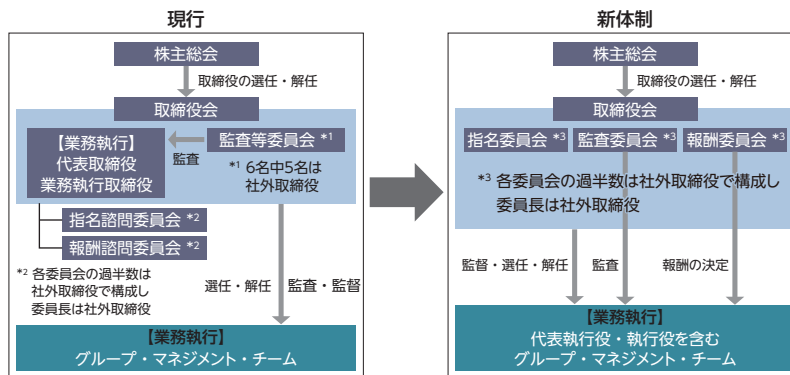 現行
株主総会
取締役の選任・解任
取締役会
【業務執行】
代表取締役
業務執行取締役
監査
監査等委員会 *1
*1 6名中5名は
社外取締役
指名諮問委員会 *2
報酬諮問委員会 *2
*2 各委員会の過半数は
社外取締役で構成し
委員長は社外取締役
選任・解任
監査・監督
【業務執行】
グループ・マネジメント・チーム
新体制
株主総会
取締役の選任・解任
取締役会
指名委員会 *3
監査委員会 *3
報酬委員会 *3
*3 各委員会の過半数は社外取締役で構成し
委員長は社外取締役
監督・選任・解任
監査
報酬の決定
【業務執行】
代表執行役・執行役を含む
グループ・マネジメント・チーム